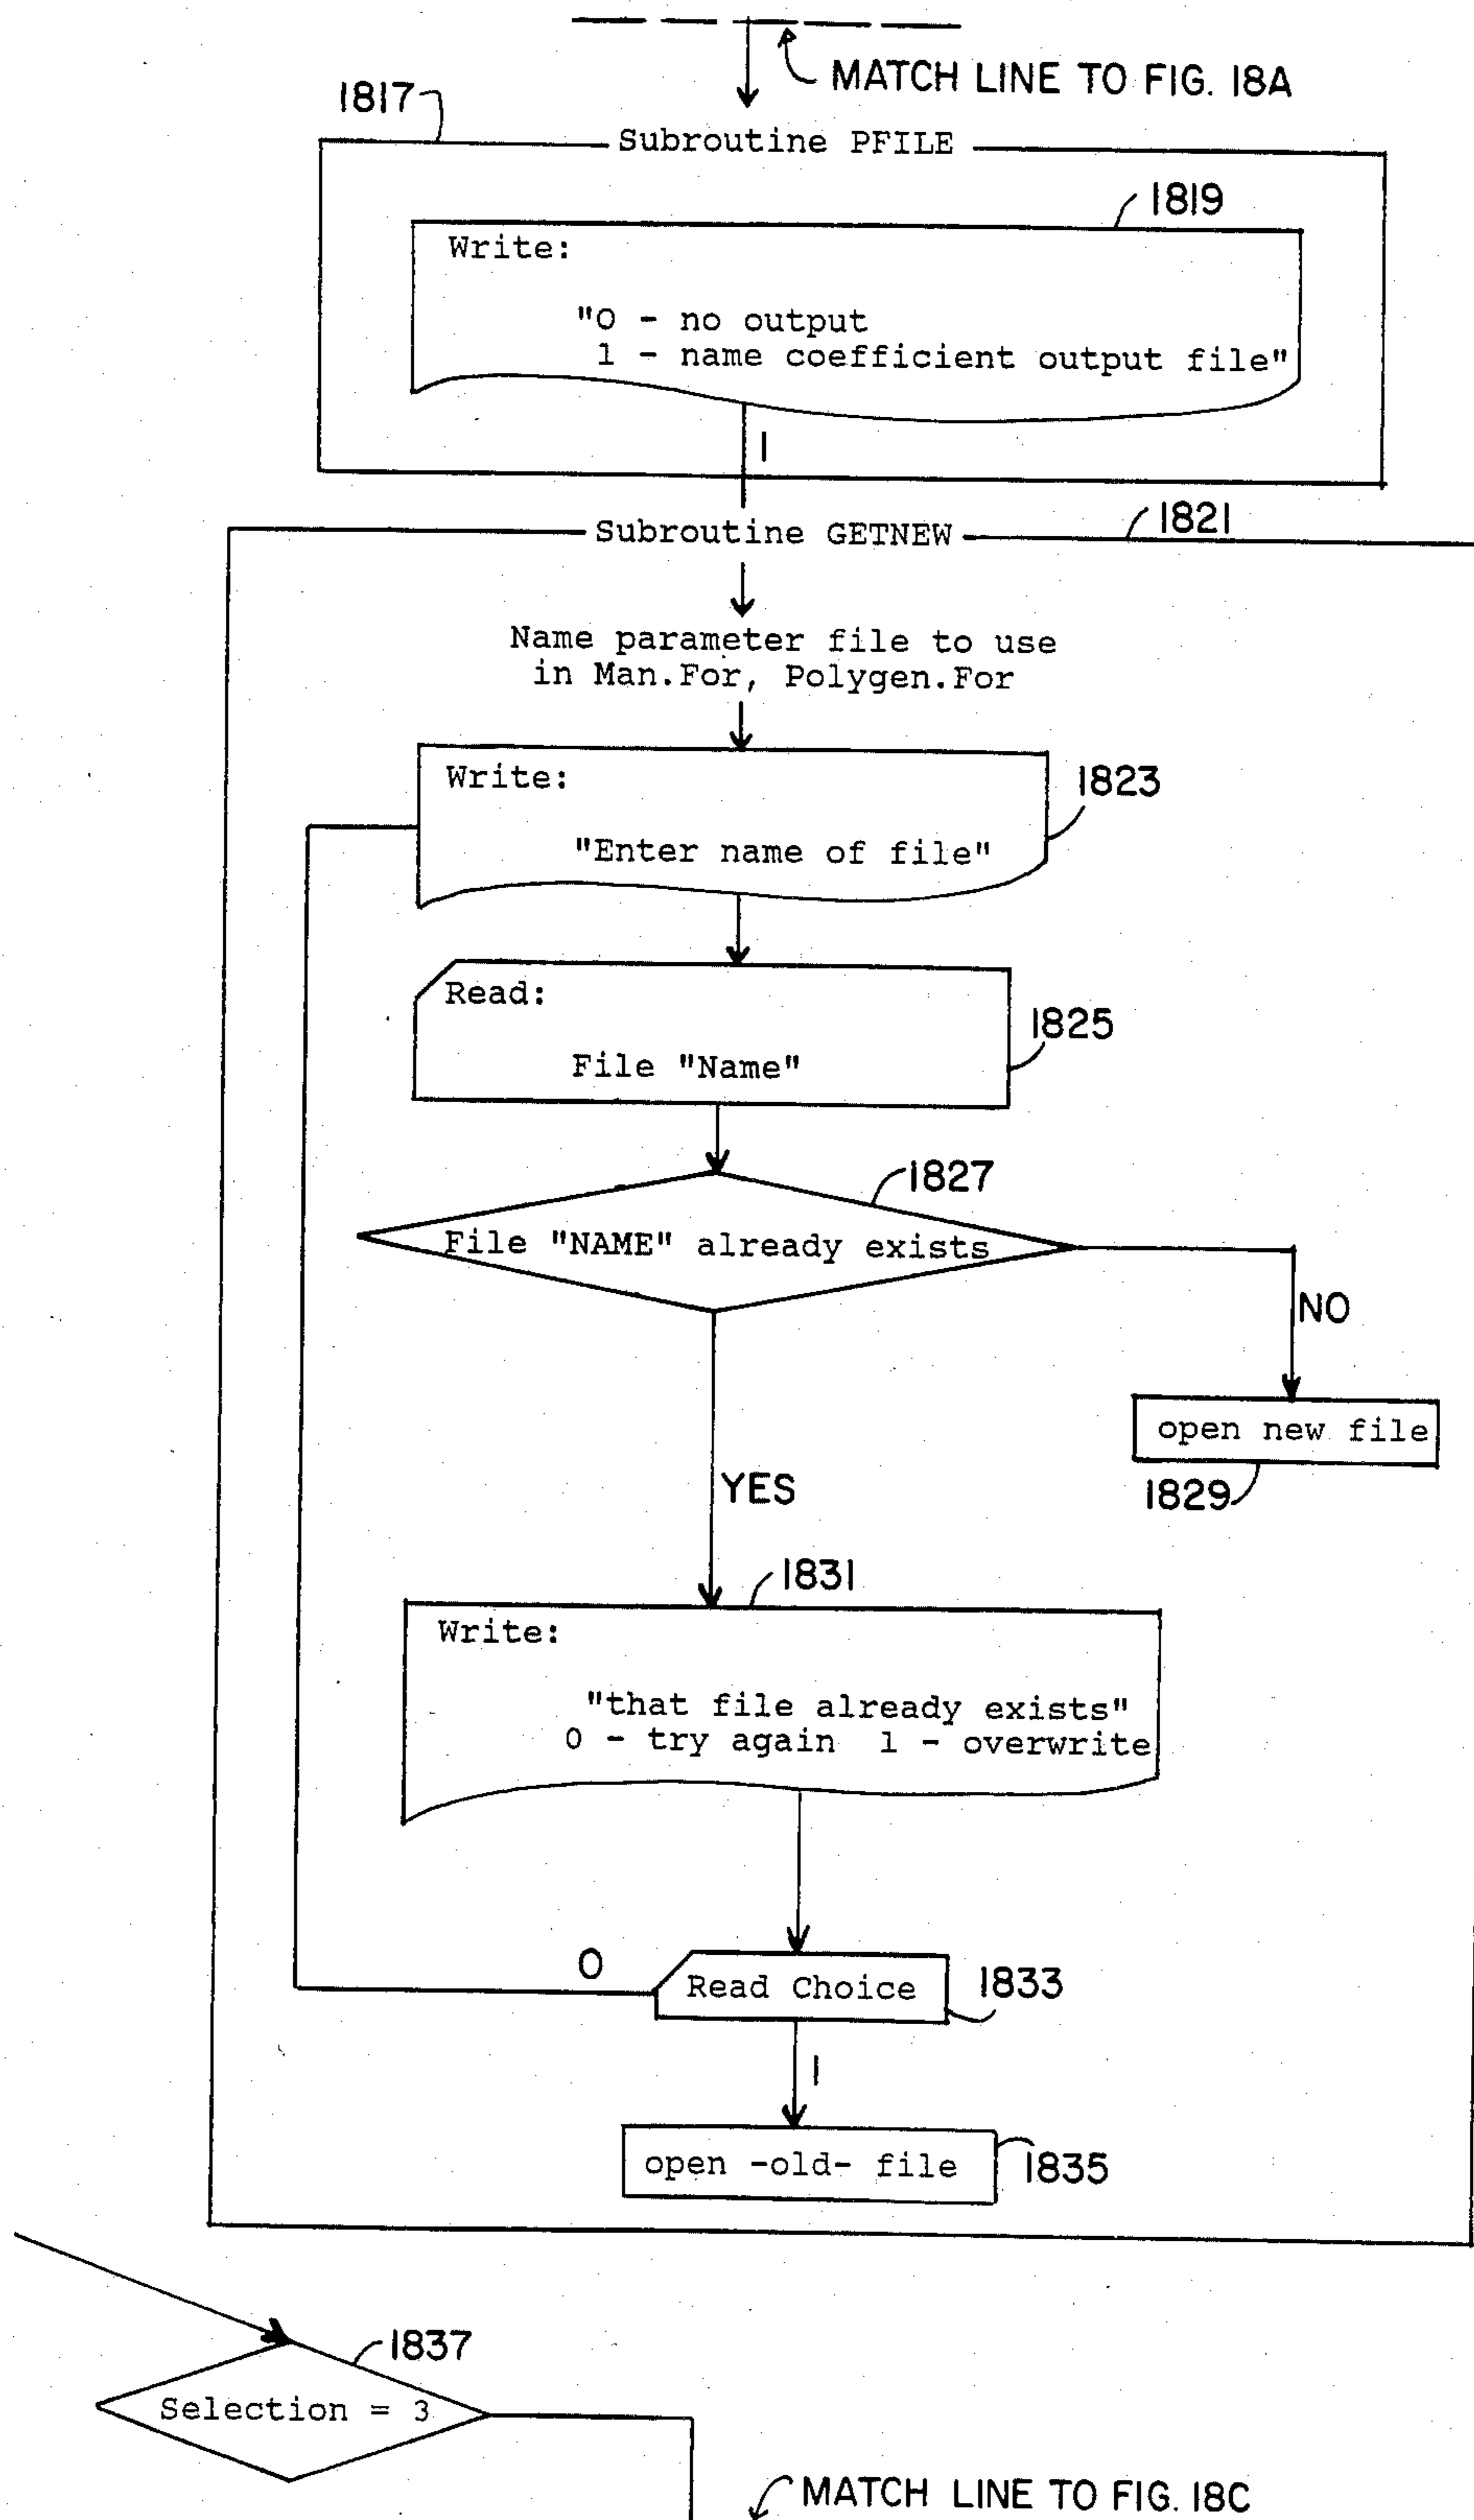 MATCH LINE TO FIG. 18A
1817
Subroutine PFILE
1819
Write:
"0 - no output
1 - name coefficient output file"
1
Subroutine GETNEW
1821
Name parameter file to use
in Man.For, Polygen.For
Write:
1823
"Enter name of file"
Read:
1825
File "Name"
1827
File "NAME" already exists
NO
open new file
1829
YES
1831
Write:
"that file already exists"
0 - try again 1 - overwrite
0
Read Choice
1833
1
open -old- file
1835
1837
Selection = 3
MATCH LINE TO FIG. 18C